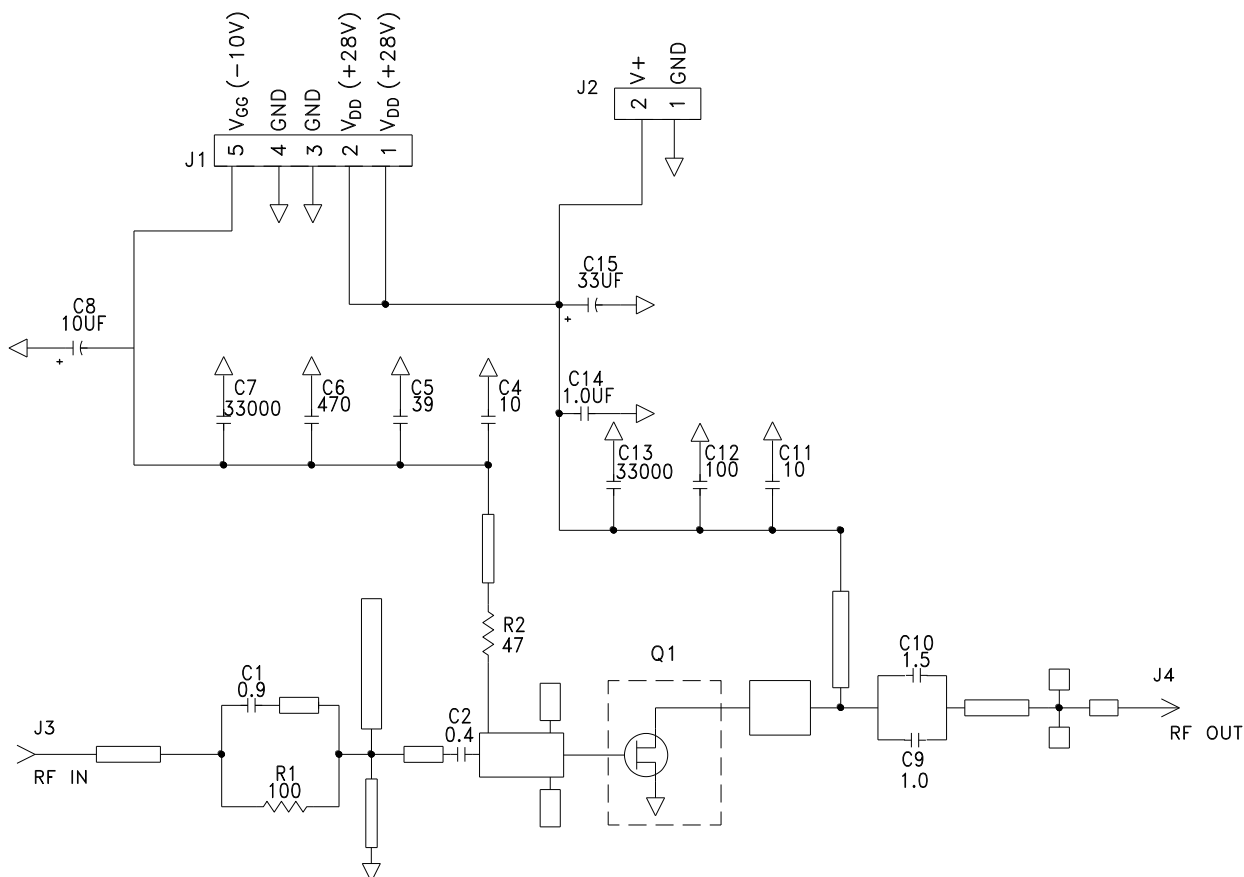 VGG (-10V)
GND
GND
VDD (+28V)
VDD (+28V)
J1
5
4
3
2
1
V+
GND
J2
2
1
C15
33UF
+
C8
10UF
+
C7
33000
C6
470
C5
39
C4
10
C14
1.0UF
C13
33000
C12
100
C11
10
R2
47
Q1
C10
1.5
C1
0.9
C2
0.4
J4
RF OUT
J3
RF IN
R1
100
C9
1.0